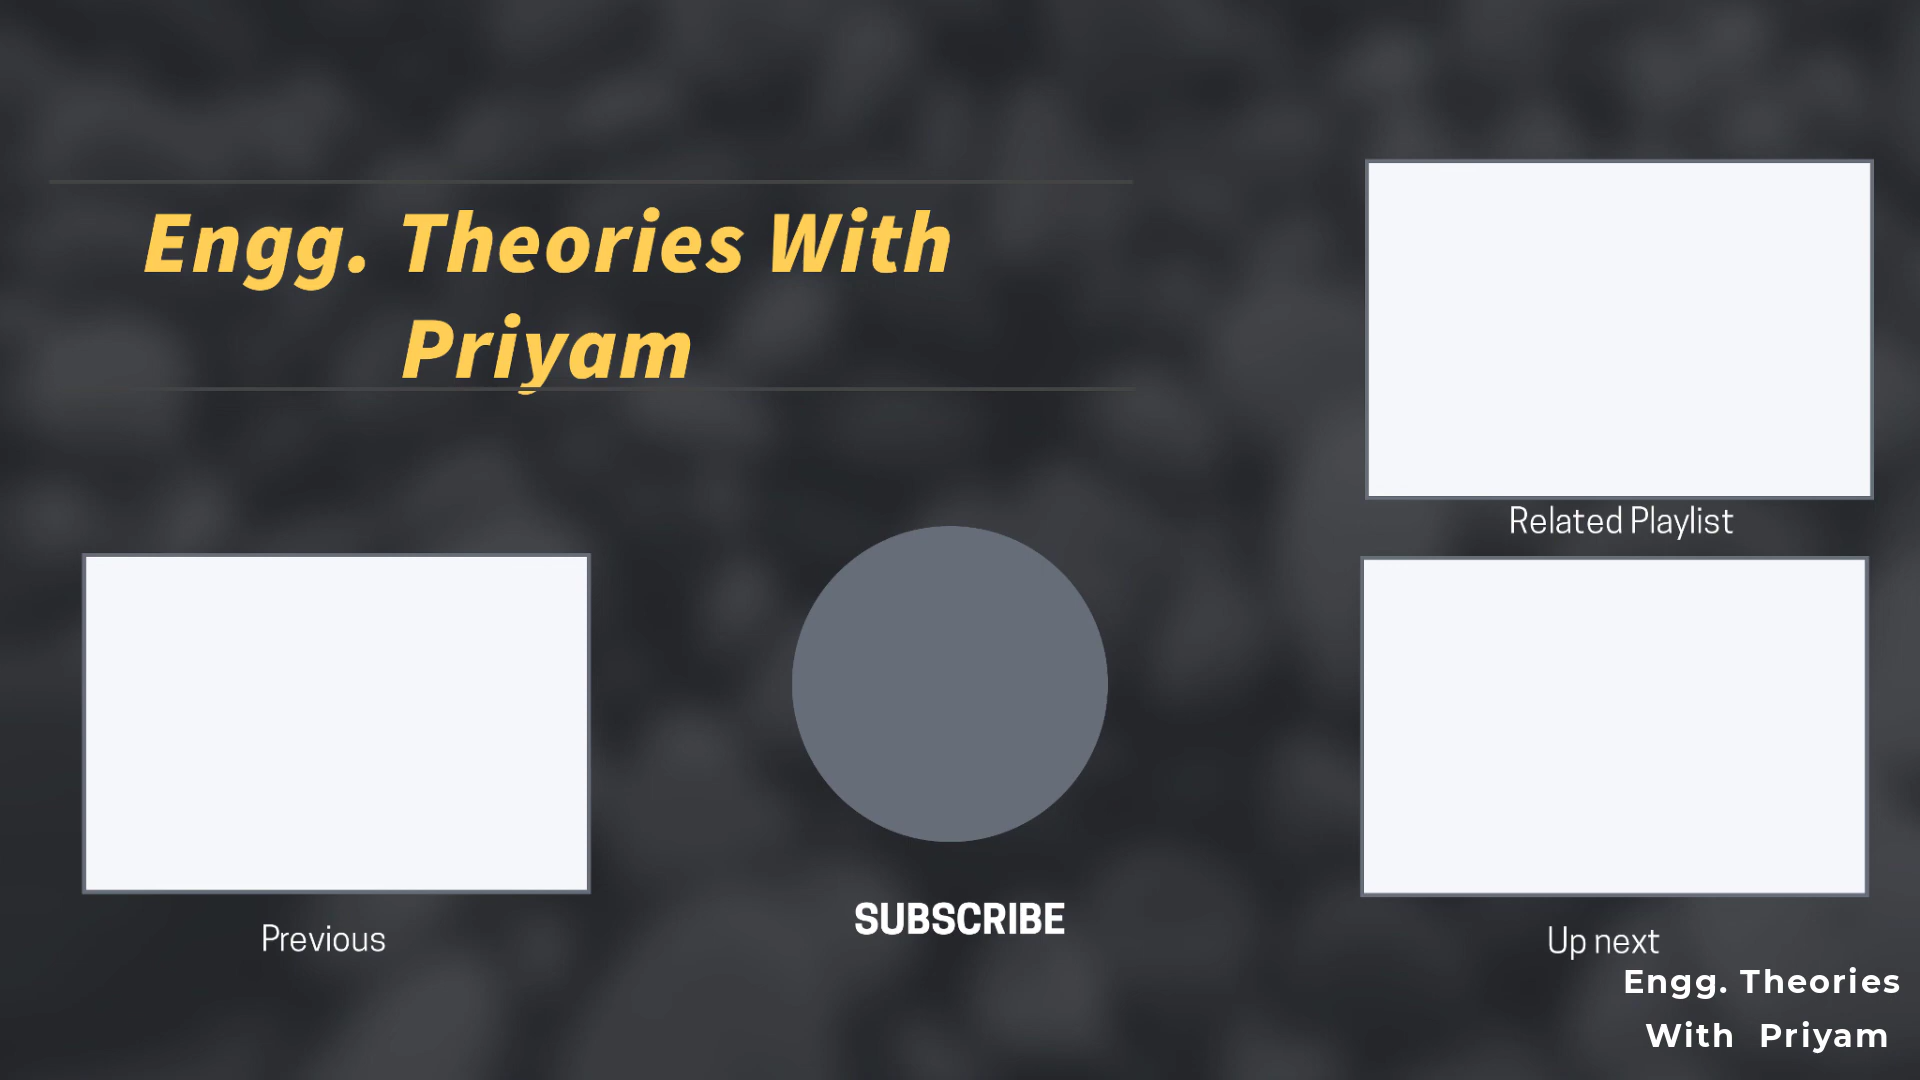 Engg. Theories With
Priyam
Related Playlist
Previous
SUBSCRIBE
Up next
Engg. Theories
With Priyam